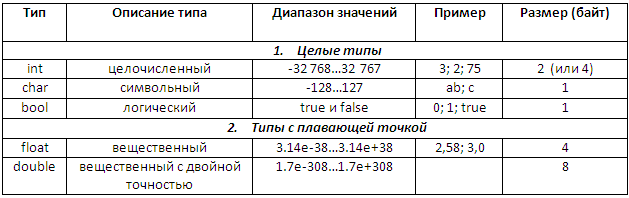 Тип Описание типа Диапазон значений Пример Размер (байт)
1. Целые типы
int целочисленный -32 768...32 767 3; 2; 75 2 (или 4)
char символьный -128...127 ab; c 1
bool логический true и false 0; 1; true 1
2. Типы с плавающей точкой
float вещественный 3.14e-38...3.14e+38 2,58; 3,0 4
double вещественный с двойной 1.7e-308...1.7e+308 8
точностью